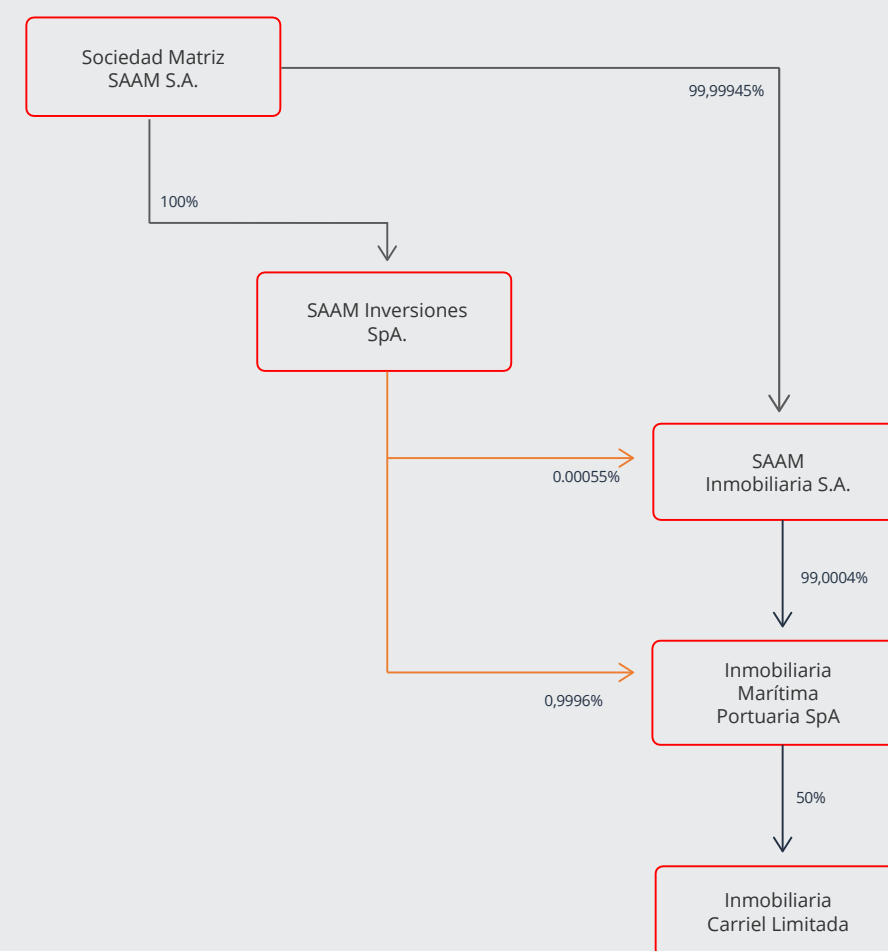 Sociedad Matriz
SAAM S.A.
99,99945%
100%
SAAM Inversiones
SpA.
SAAM
Inmobiliaria S.A.
0.00055%
99,0004%
Inmobiliaria
Marítima
Portuaria SpA
0,9996%
50%
Inmobiliaria
Carriel Limitada